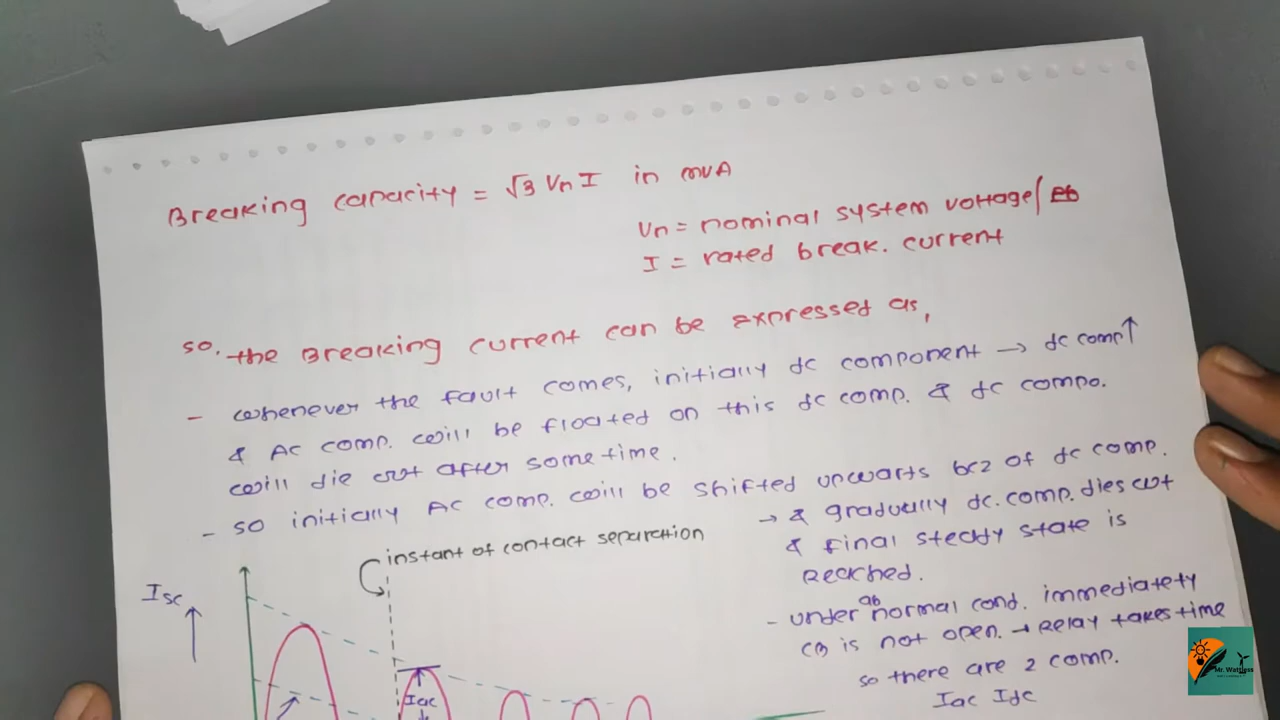 Breaking capacity = √3 Vn I in MVA
Vn = nominal system voltage/
I = rated break. current
so, the Breaking current can be expressed as,
- whenever the fault comes, initially dc component → dc comp↑
& AC comp. will be floated on this dc comp. & dc compo.
will die out after sometime.
- so initially AC comp. will be shifted upwards bcz of dc comp.
→ & gradually dc. comp. dies out
& final steady state is
Reached.
instant of contact separation
Isc
- under ab normal cond. immediately
CB is not open. → Relay takes time
so there are 2 comp.
Iac Idc
Iac
Mr. Wattless